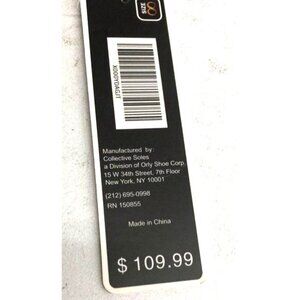 X000YGAGJT
Manufactured by:
Collective Soles
a Division of Orly Shoe Corp.
15 W 34th Street, 7th Floor
New York, NY 10001
(212) 695-0998
RN 150855
Made in China
$ 109.99